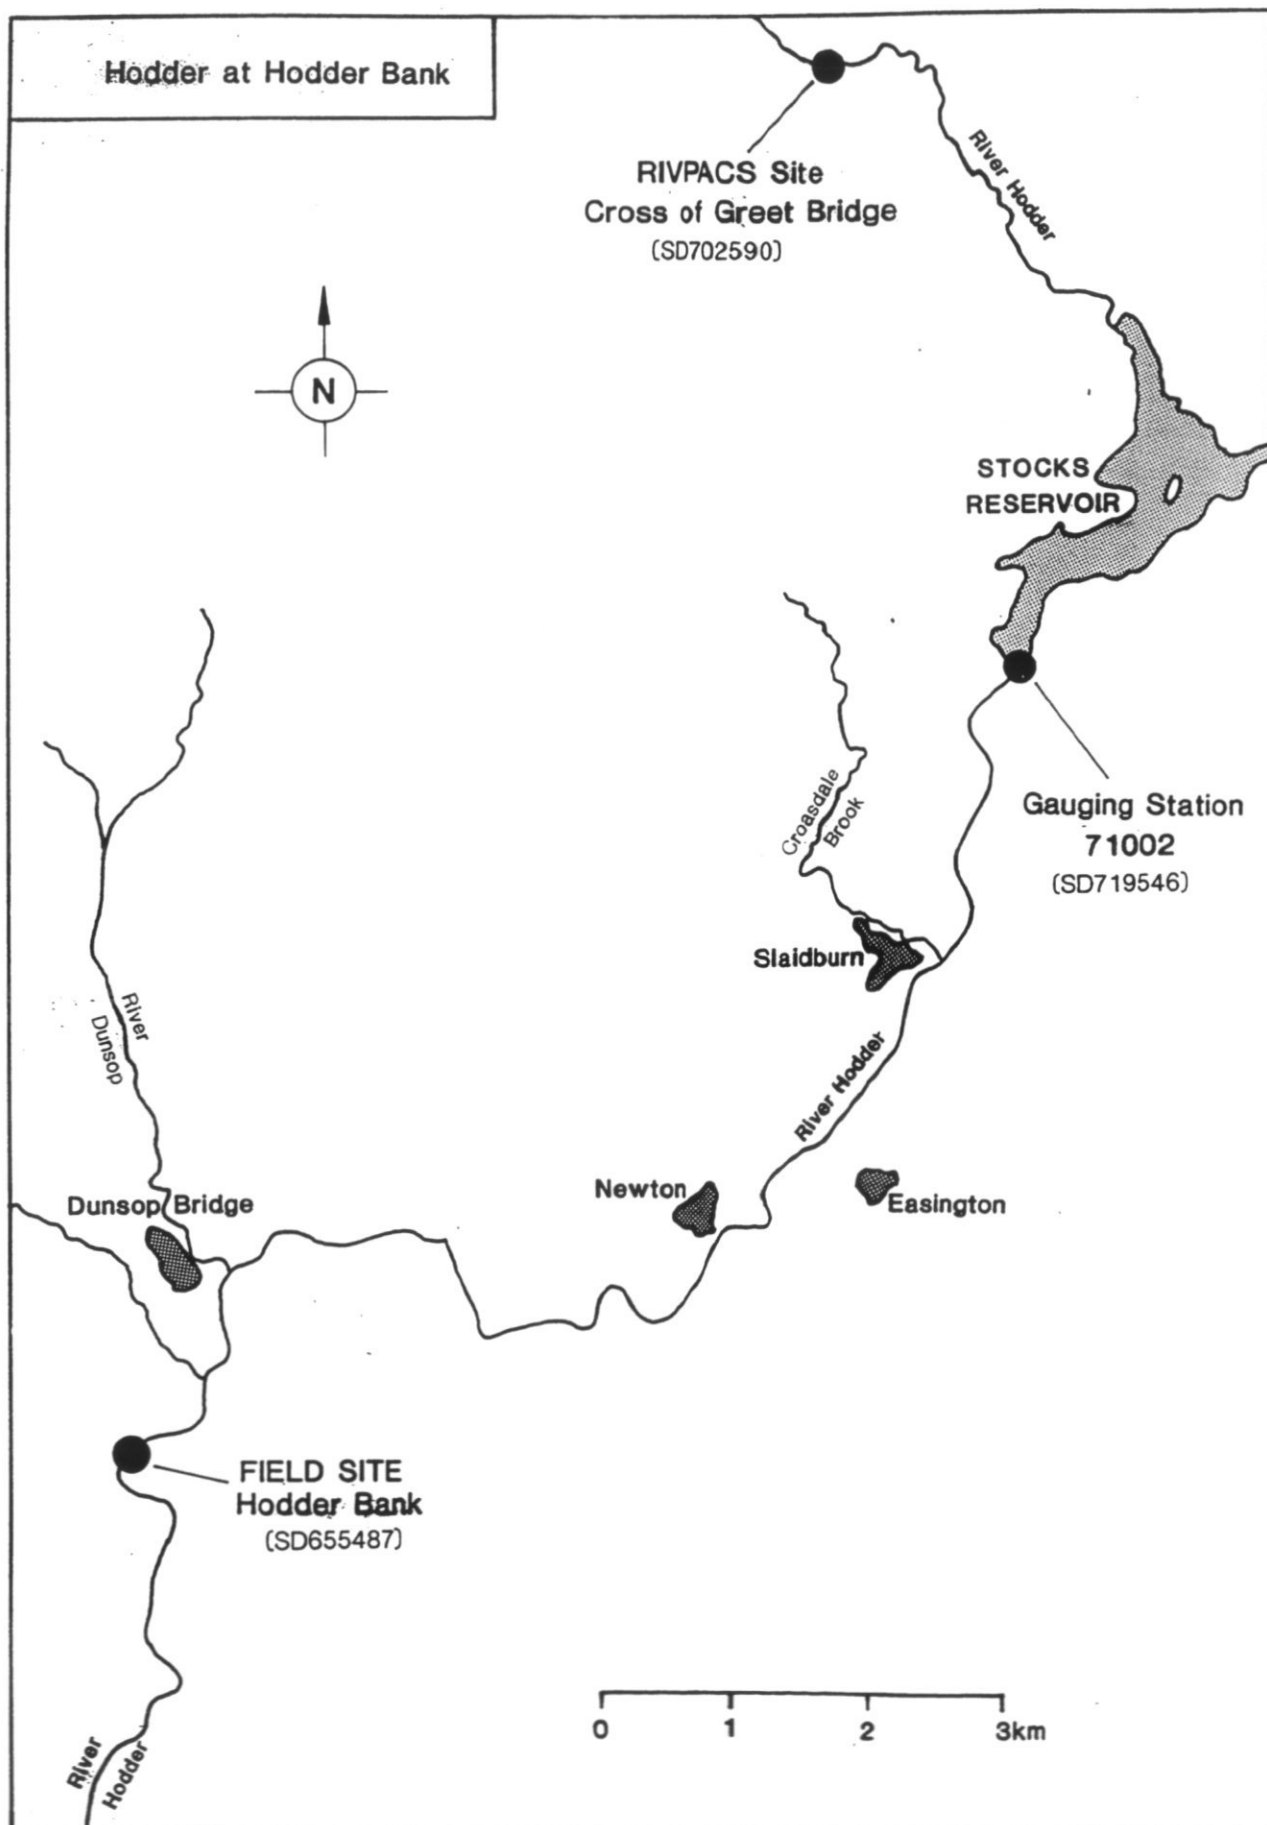 Hodder at Hodder Bank
RIVPACS Site
Cross of Greet Bridge
(SD702590)
River Hodder
N
STOCKS
RESERVOIR
Gauging Station
71002
(SD719546)
Croasdale
Brook
Slaidburn
River
Dunsop
River Hodder
Newton
Easington
Dunsop Bridge
FIELD SITE
Hodder Bank
(SD655487)
0 1 2 3km
River
Hodder